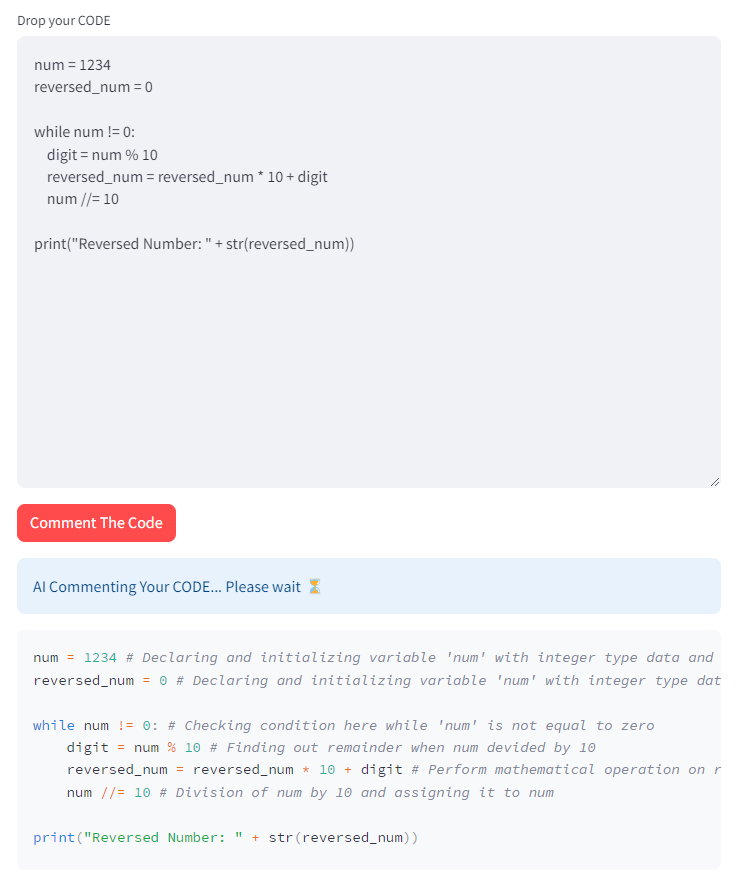 Drop your CODE
num = 1234
reversed_num = 0
while num != 0:
    digit = num % 10
    reversed_num = reversed_num * 10 + digit
    num //= 10
print("Reversed Number: " + str(reversed_num))
Comment The Code
AI Commenting Your CODE... Please wait ⏳
num = 1234 # Declaring and initializing variable 'num' with integer type data and
reversed_num = 0 # Declaring and initializing variable 'num' with integer type dat
while num != 0: # Checking condition here while 'num' is not equal to zero
    digit = num % 10 # Finding out remainder when num devided by 10
    reversed_num = reversed_num * 10 + digit # Perform mathematical operation on r
    num //= 10 # Division of num by 10 and assigning it to num
print("Reversed Number: " + str(reversed_num))